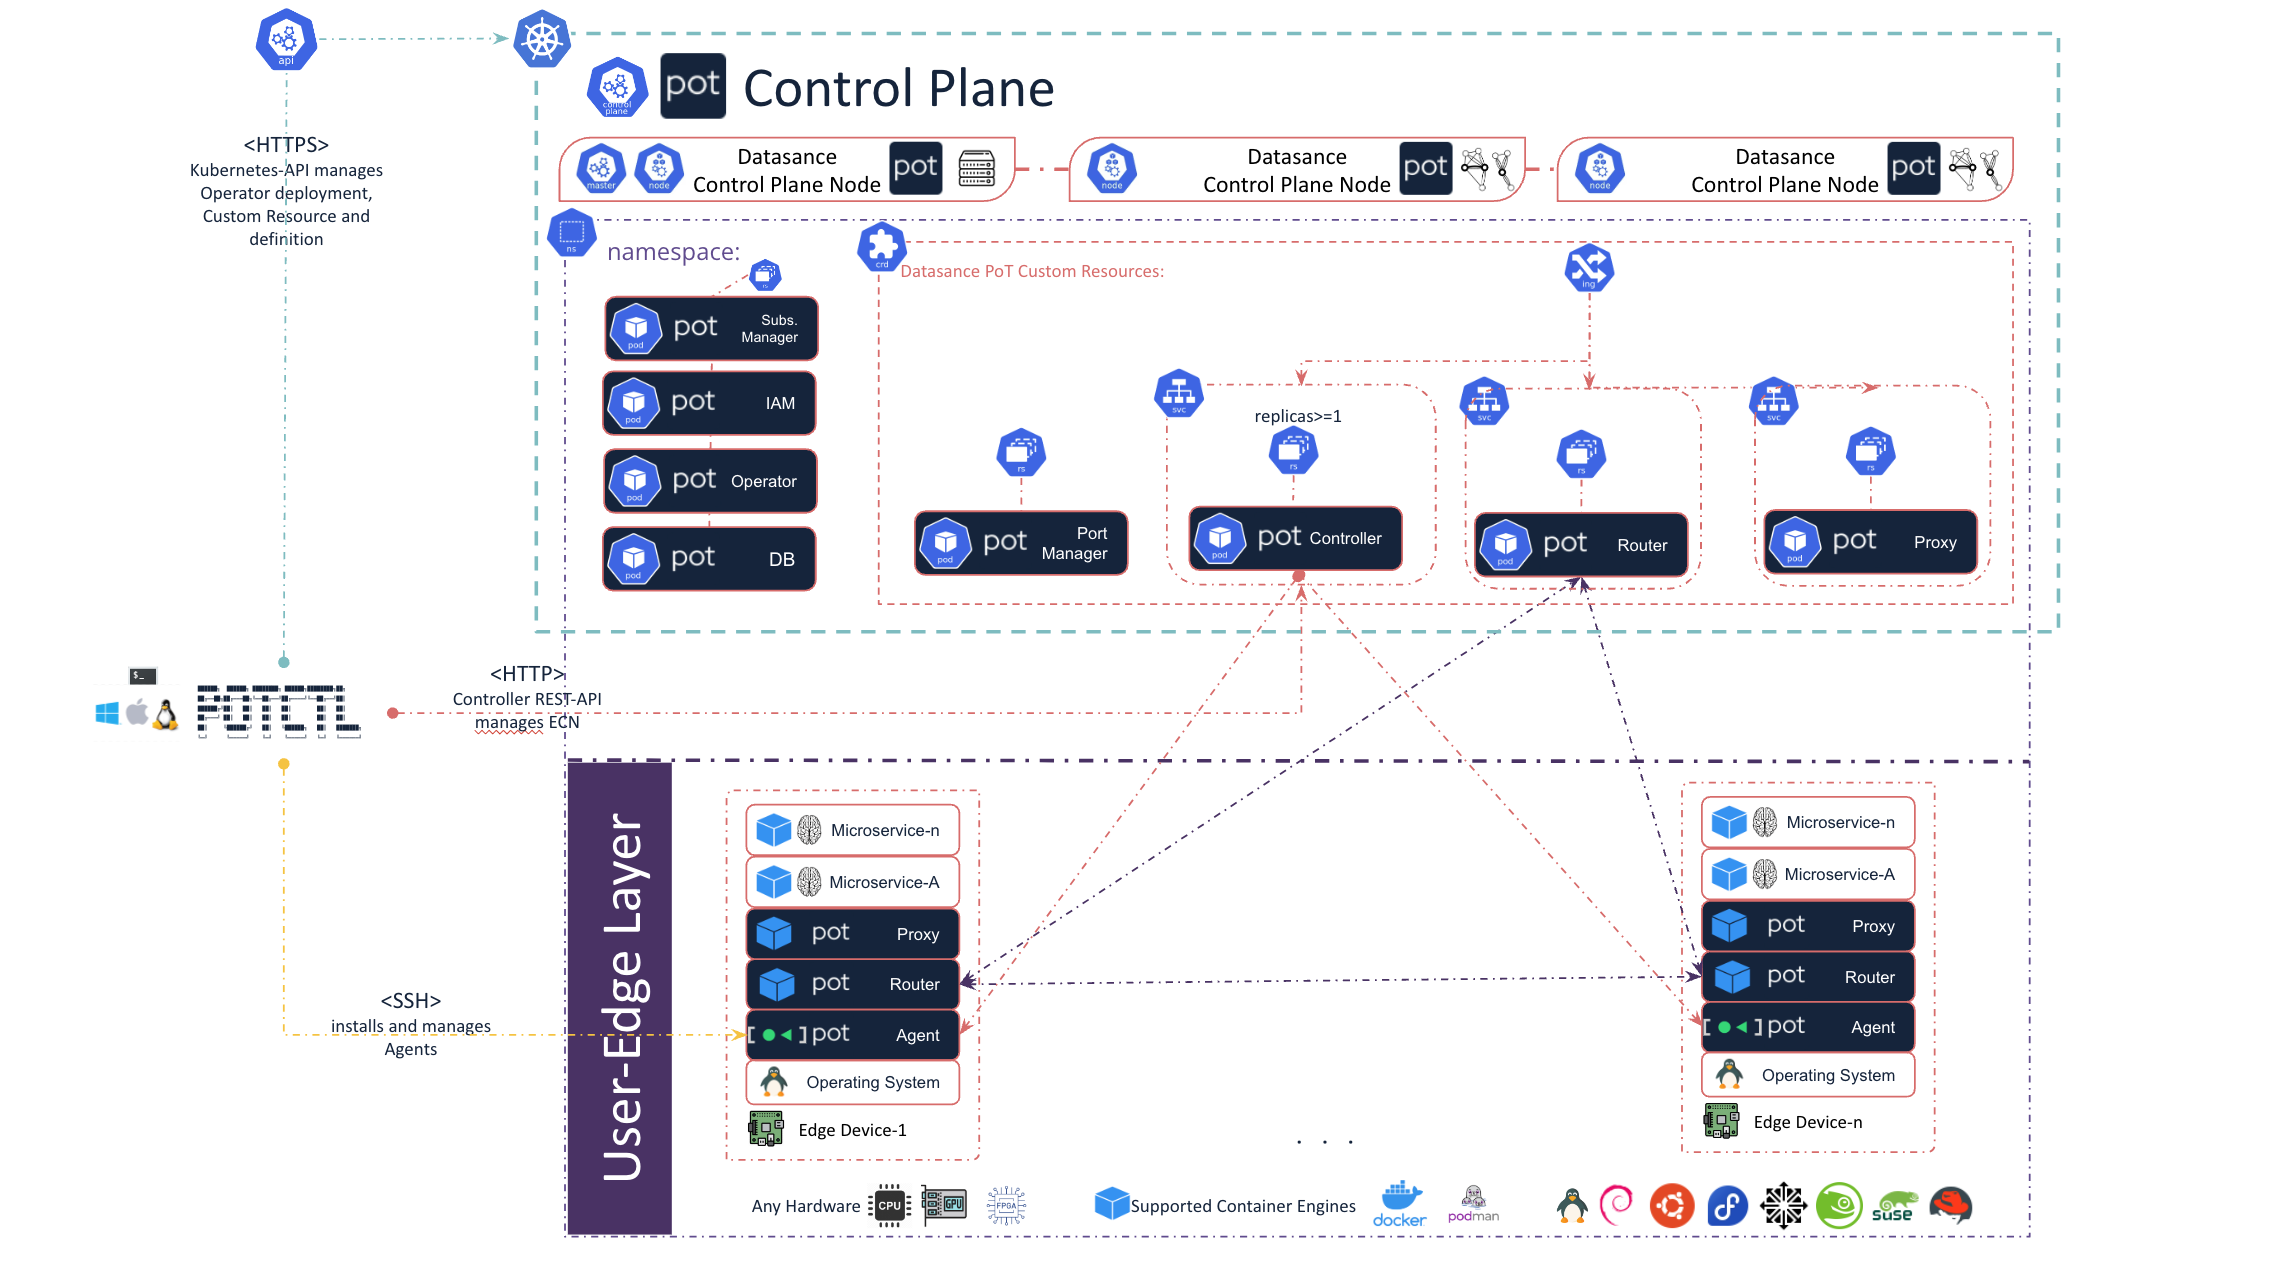 api
<HTTPS>
Kubernetes-API manages
Operator deployment,
Custom Resource and
definition
control
plane
pot
Control Plane
master
node
Datasance
Control Plane Node
pot
node
Datasance
Control Plane Node
pot
node
Datasance
Control Plane Node
pot
ns
namespace:
rs
pod
pot
Subs.
Manager
pod
pot
IAM
pod
pot
Operator
pod
pot
DB
crd
Datasance PoT Custom Resources:
ing
rs
pod
pot
Port
Manager
svc
replicas>=1
rs
pod
pot
Controller
svc
rs
pod
pot
Router
svc
rs
pod
pot
Proxy
$_
POTCTL
<HTTP>
Controller REST-API
manages ECN
<SSH>
installs and manages
Agents
User-Edge Layer
Microservice-n
Microservice-A
pot
Proxy
pot
Router
[●◄]pot
Agent
Operating System
Edge Device-1
. . .
Microservice-n
Microservice-A
pot
Proxy
pot
Router
[●◄]pot
Agent
Operating System
Edge Device-n
Any Hardware
CPU
GPU
FPGA
Supported Container Engines
docker
podman
suse